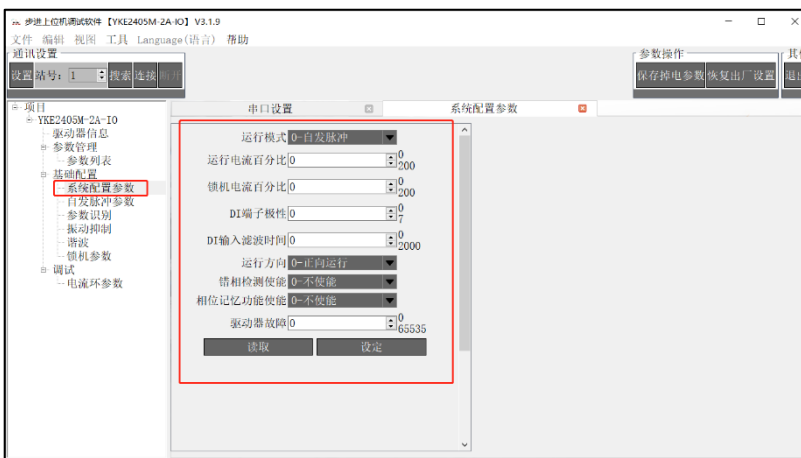 步进上位机调试软件 【YKE2405M-2A-IO】 V3.1.9
文件 编辑 视图 工具 Language(语言) 帮助
通讯设置 参数操作
设置 站号: 1 搜索 连接 断开 保存掉电参数 恢复出厂设置
项目
YKE2405M-2A-IO
驱动器信息
参数管理
参数列表
基础配置
系统配置参数
自发脉冲参数
参数识别
振动抑制
谐波
锁机参数
调试
电流环参数
串口设置 系统配置参数
运行模式 0-自发脉冲
运行电流百分比 0 0 200
锁机电流百分比 0 0 200
DI端子极性 0 0 7
DI输入滤波时间 0 0 2000
运行方向 0-正向运行
错相检测使能 0-不使能
相位记忆功能使能 0-不使能
驱动器故障 0 0 65535
读取 设定